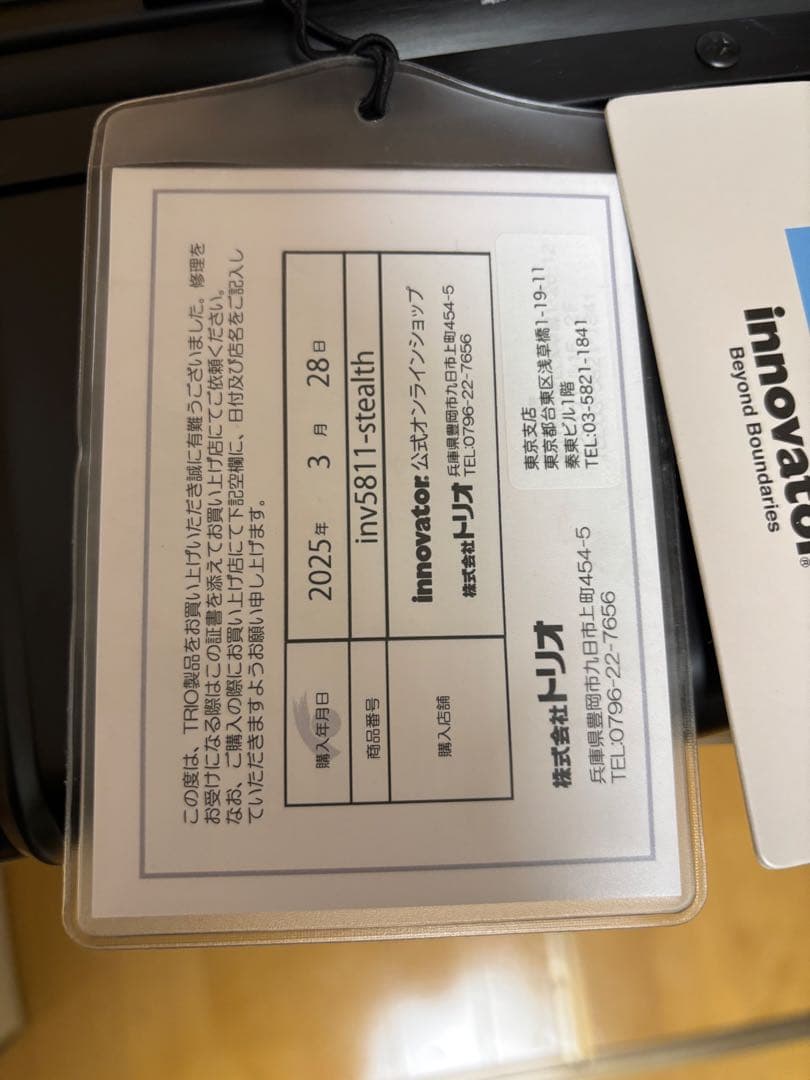 この度は、TRIO製品をお買い上げいただき誠に有難うございました。修理を
お受けになる際はこの証書を添えてお買い上げ店にてご依頼ください。
なお、ご購入の際にお買い上げ店にて下記空欄に、日付及び店名をご記入し
ていただきますようお願い申し上げます。
購入年月日 2025年 3月 28日
商品番号 inv5811-stealth
購入店舗
innovator. 公式オンラインショップ
株式会社トリオ
兵庫県豊岡市九日市上町454-5
TEL:0796-22-7656
株式会社トリオ
兵庫県豊岡市九日市上町454-5
TEL:0796-22-7656
東京支店
東京都台東区浅草橋1-19-11
秦東ビル1階
TEL:03-5821-1841
innovator®
Beyond Boundaries